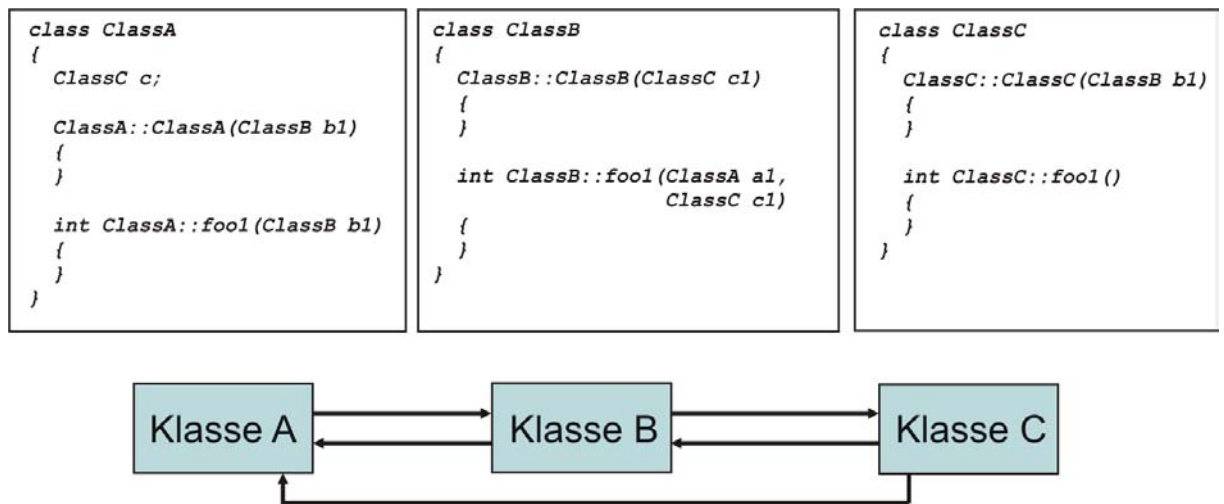 class ClassA
{
ClassC c;
ClassA::ClassA(ClassB b1)
{
}
int ClassA::foo1(ClassB b1)
{
}
}
class ClassB
{
ClassB::ClassB(ClassC c1)
{
}
int ClassB::foo1(ClassA a1,
ClassC c1)
{
}
}
class ClassC
{
ClassC::ClassC(ClassB b1)
{
}
int ClassC::foo1()
{
}
}
Klasse A
Klasse B
Klasse C